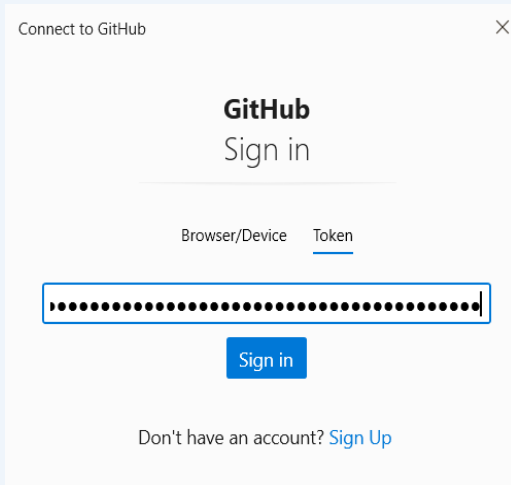 Connect to GitHub
GitHub
Sign in
Browser/Device Token
Sign in
Don't have an account? Sign Up